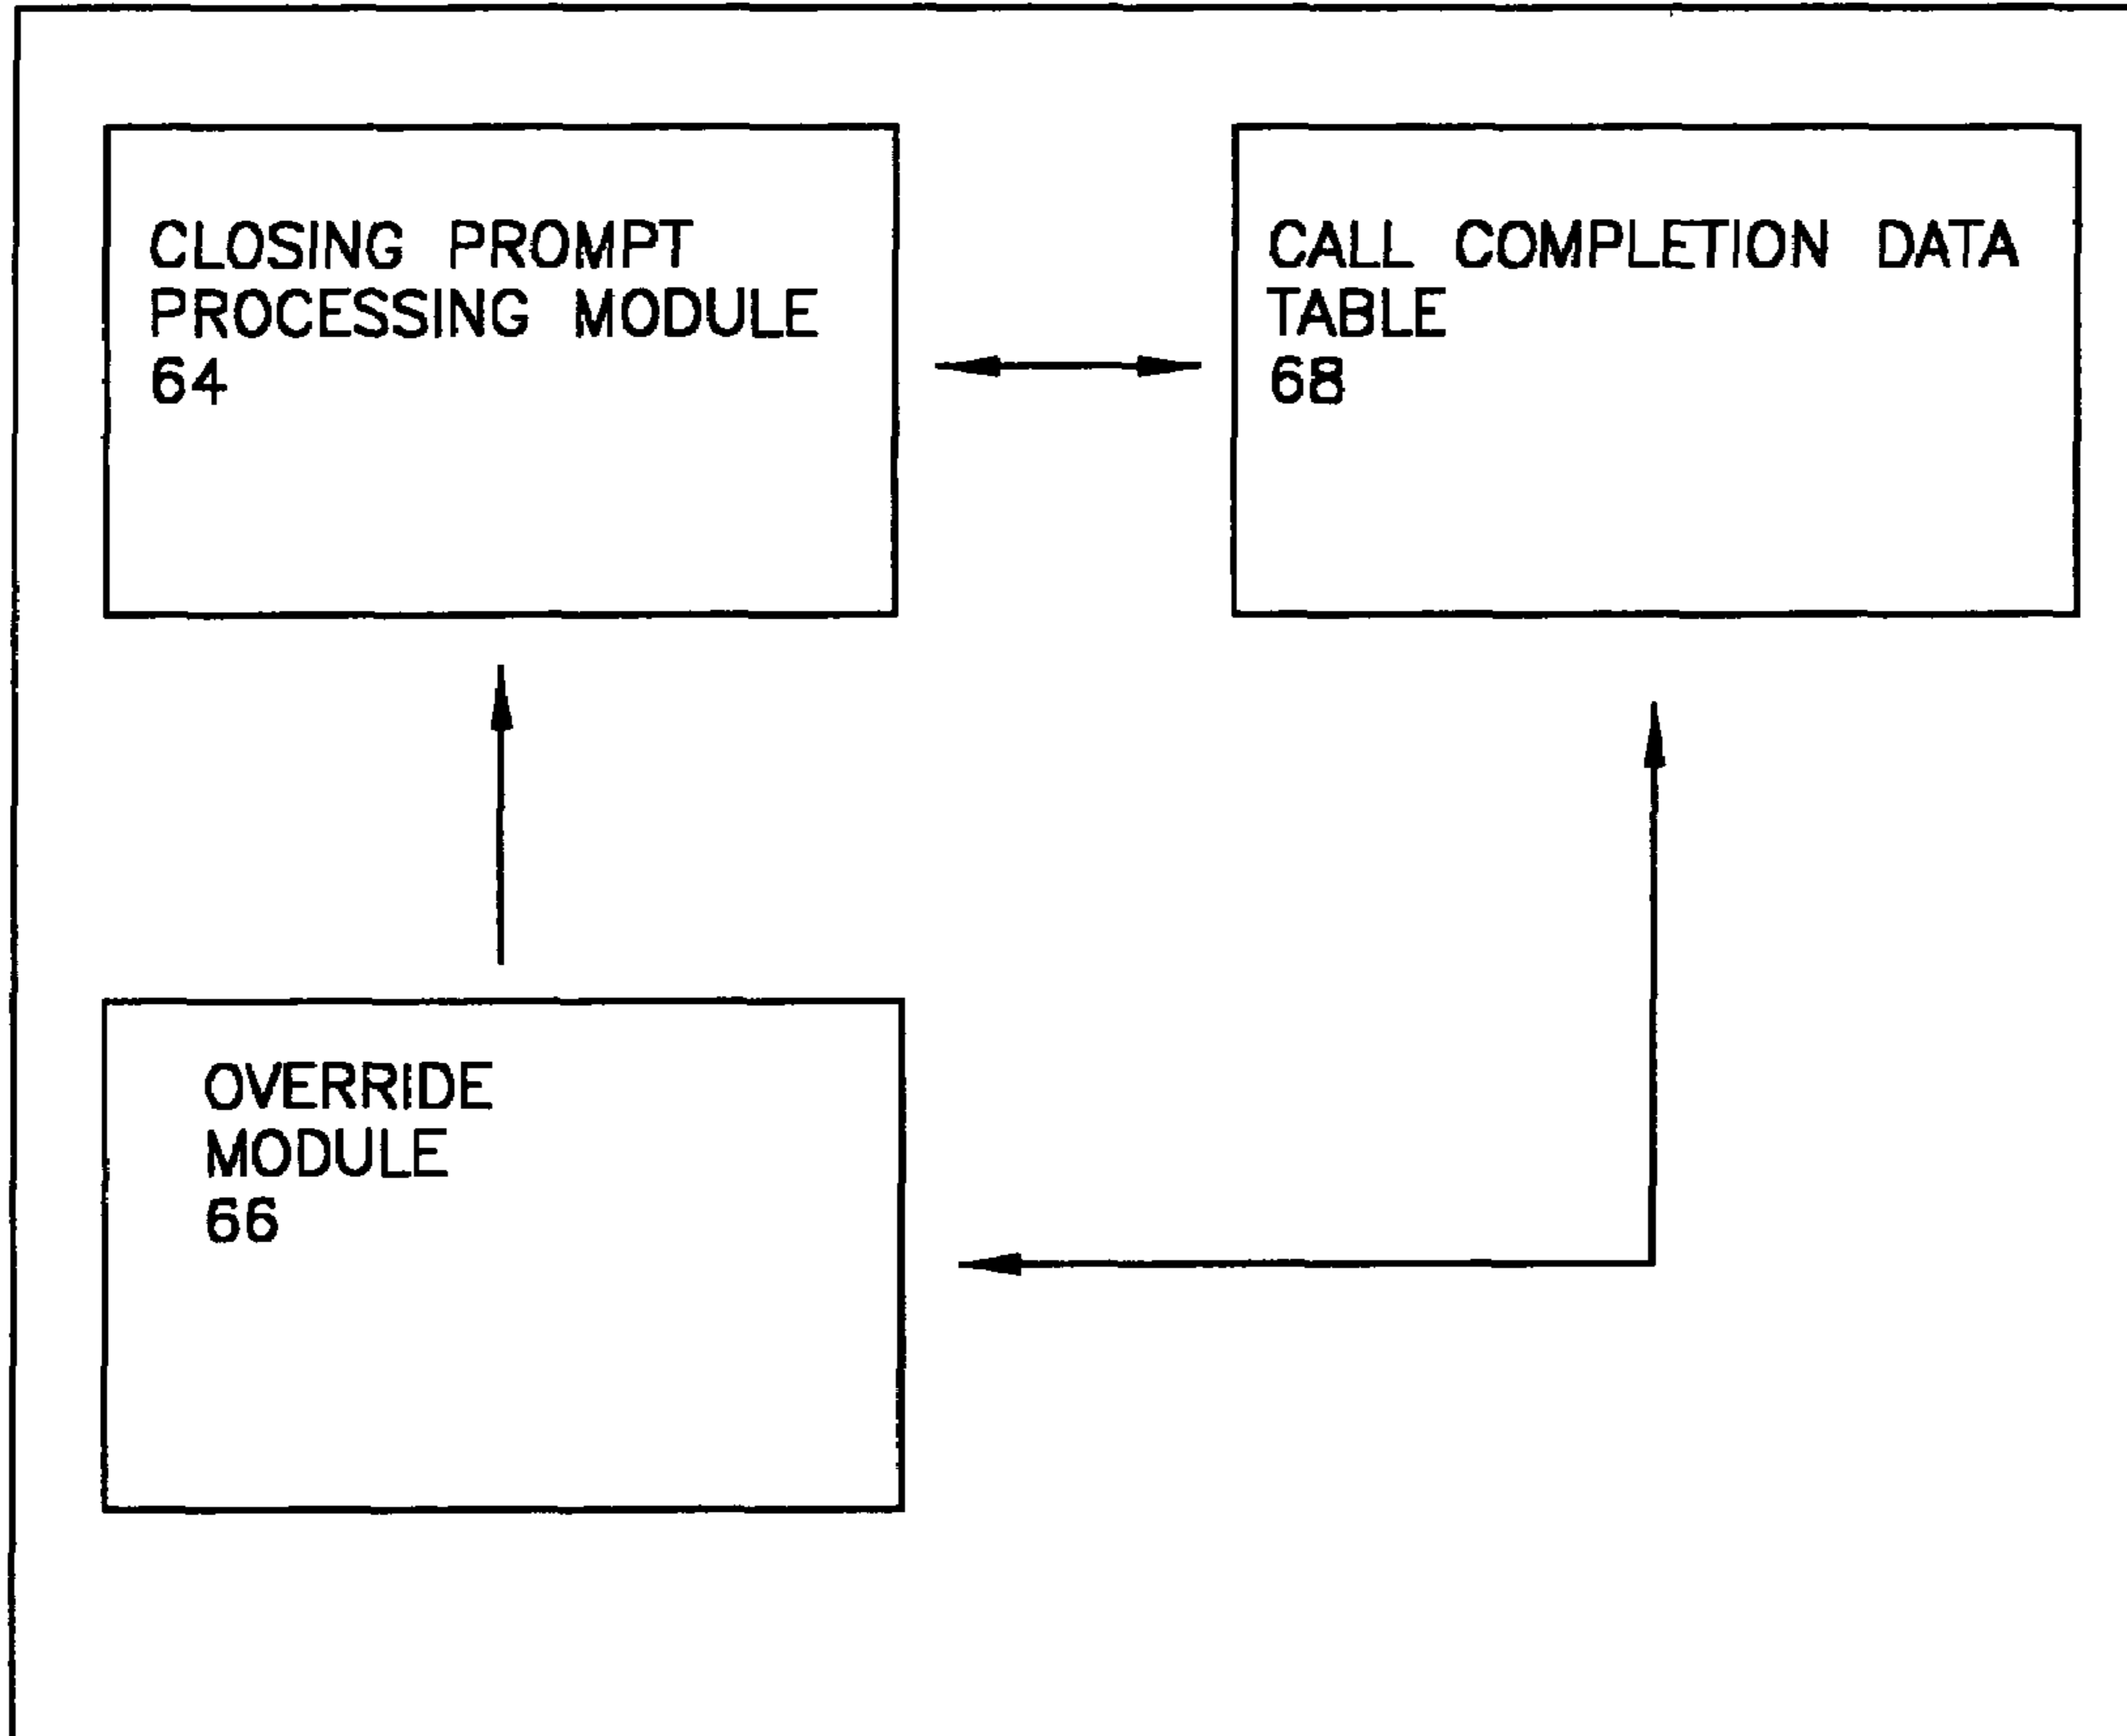 CLOSING PROMPT
PROCESSING MODULE
64
CALL COMPLETION DATA
TABLE
68
OVERRIDE
MODULE
66